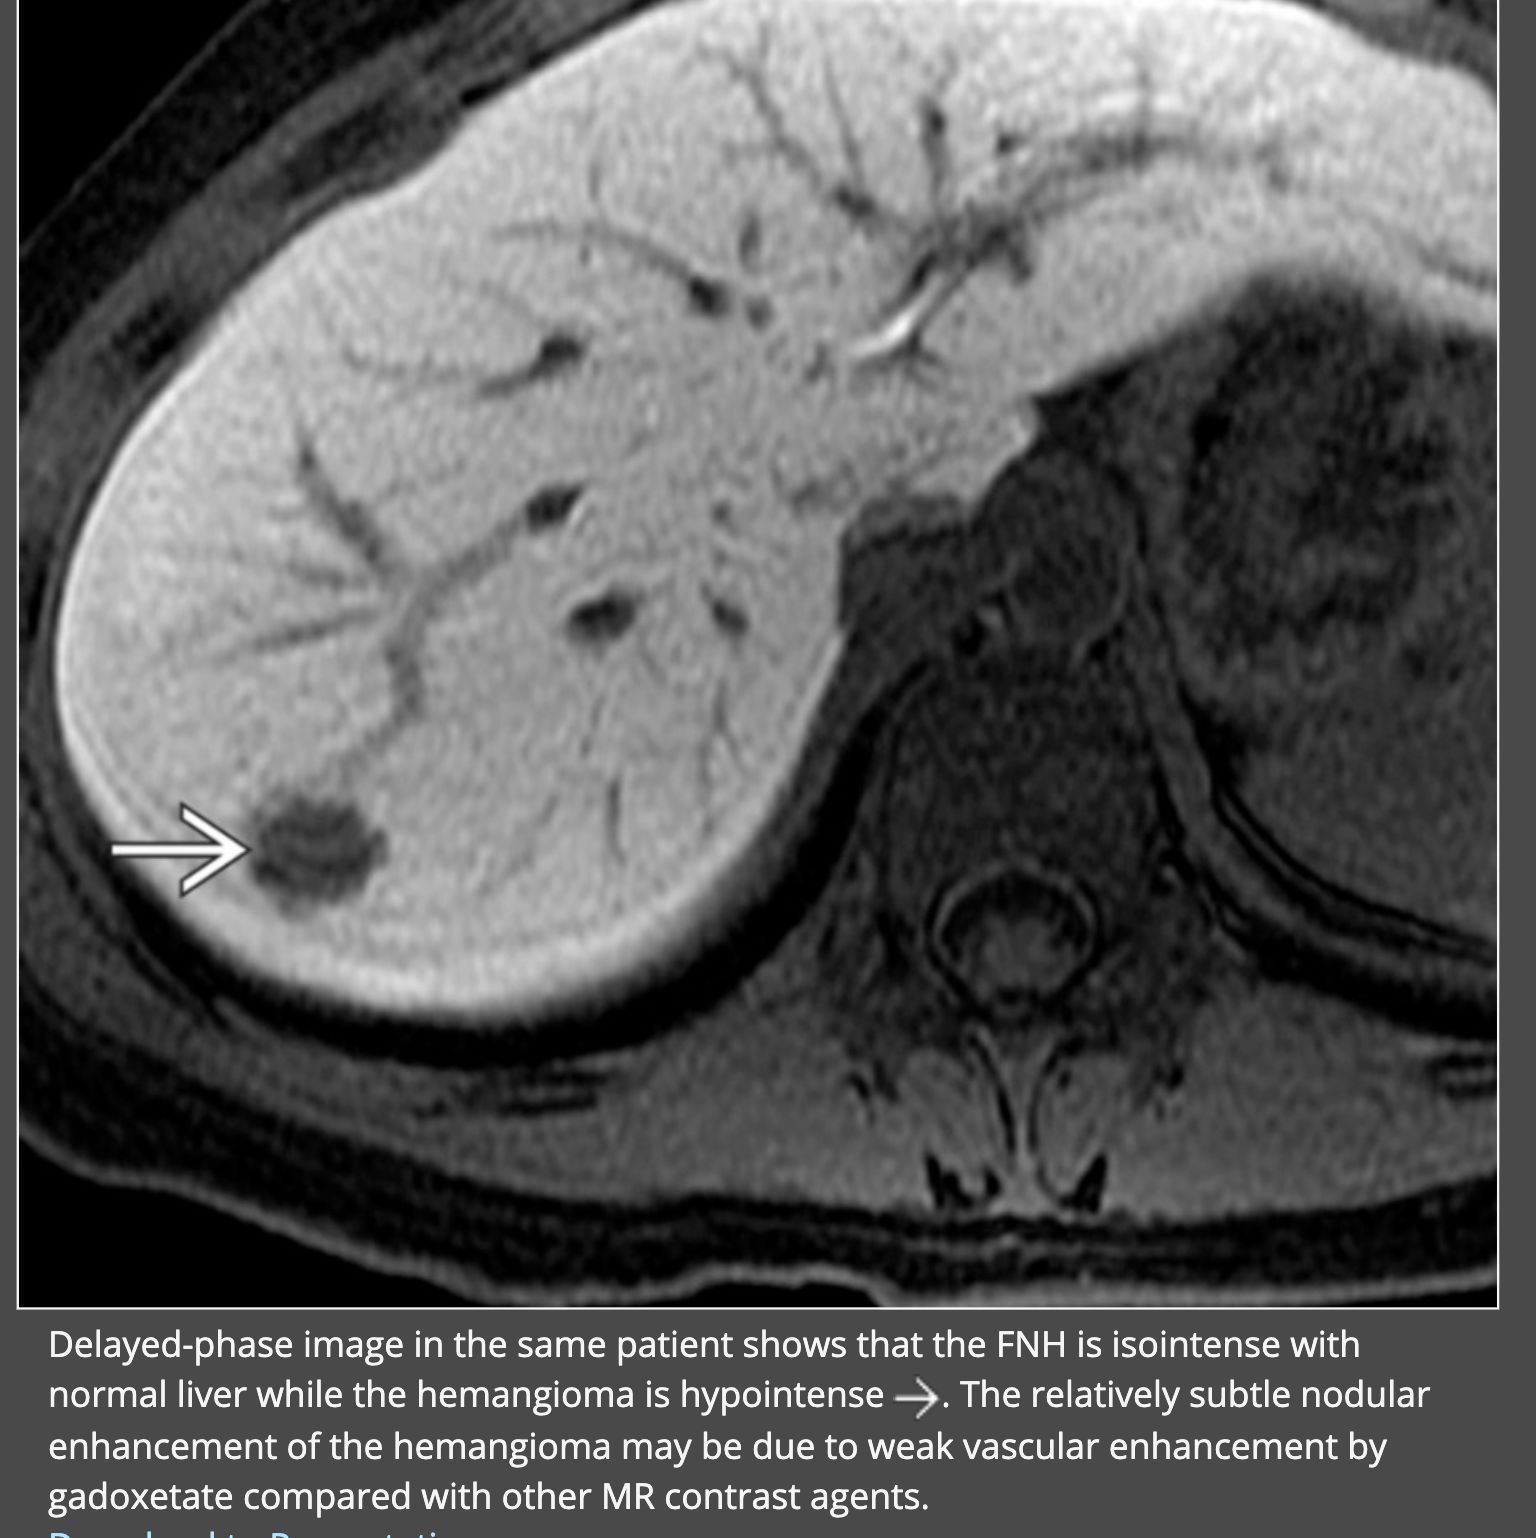 Delayed-phase image in the same patient shows that the FNH is isointense with
normal liver while the hemangioma is hypointense →. The relatively subtle nodular
enhancement of the hemangioma may be due to weak vascular enhancement by
gadoxetate compared with other MR contrast agents.